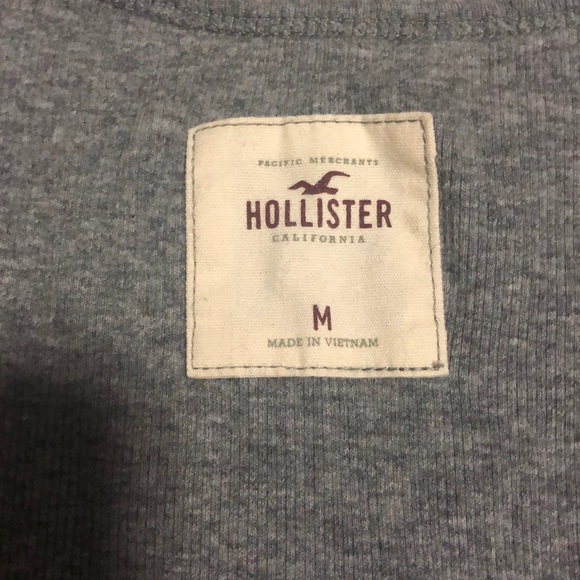 PACIFIC MERCHANTS
HOLLISTER
CALIFORNIA
M
MADE IN VIETNAM